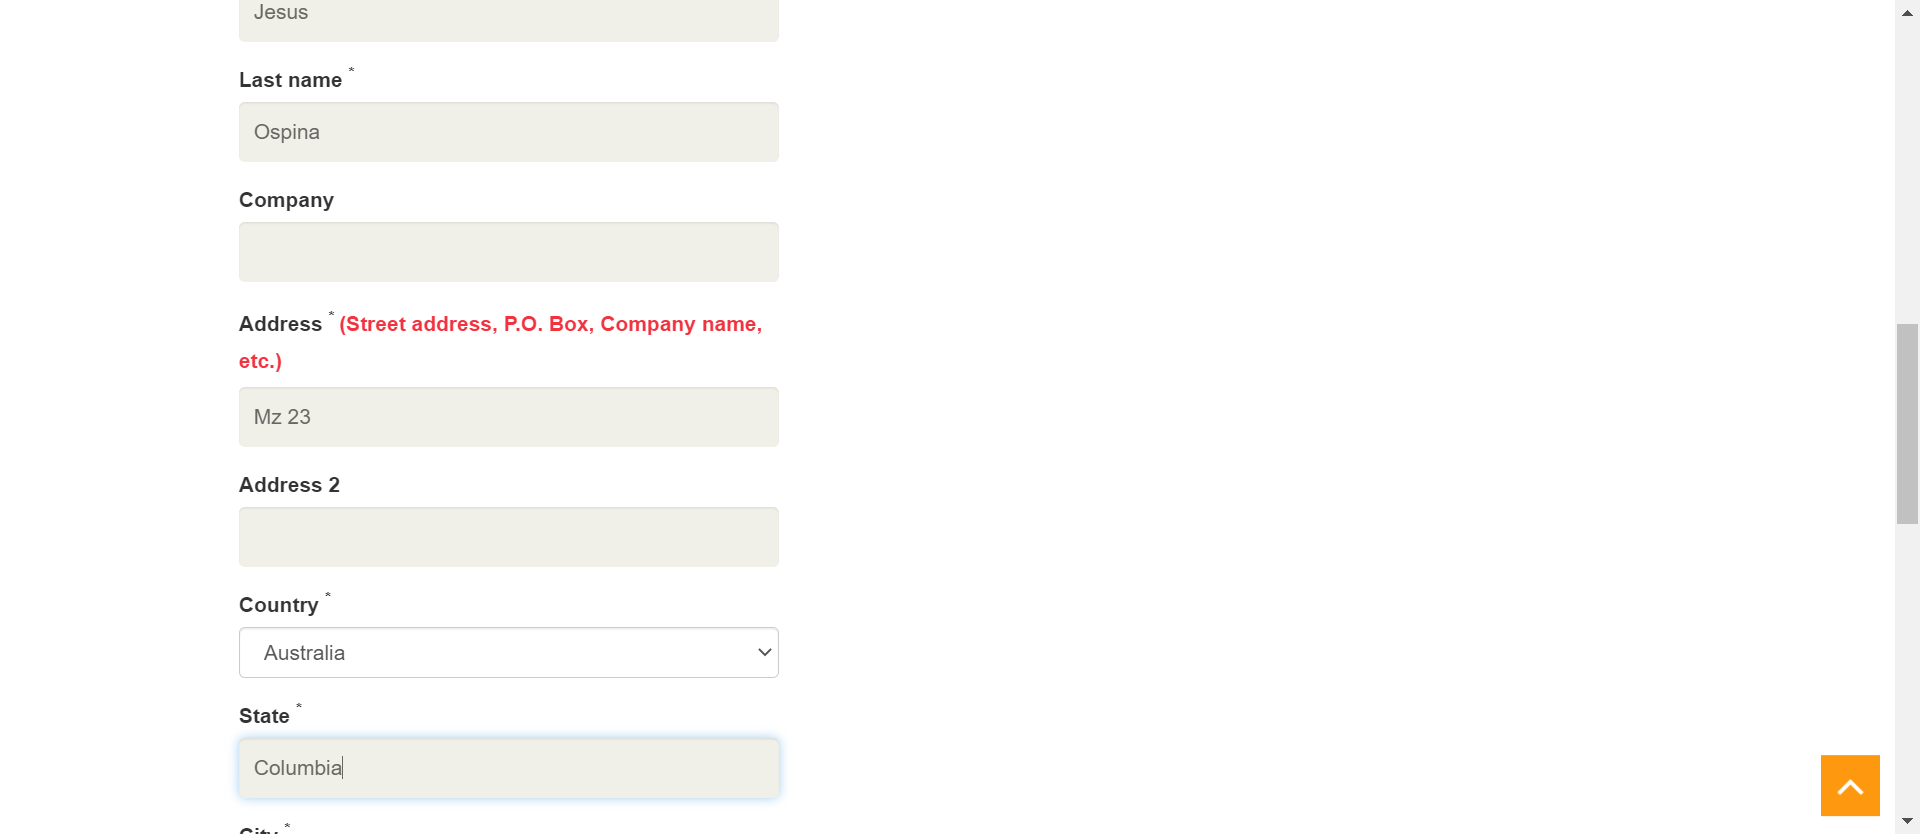 Jesus
Last name *
Ospina
Company
Address * (Street address, P.O. Box, Company name,
etc.)
Mz 23
Address 2
Country *
Australia
State *
Columbia
City *